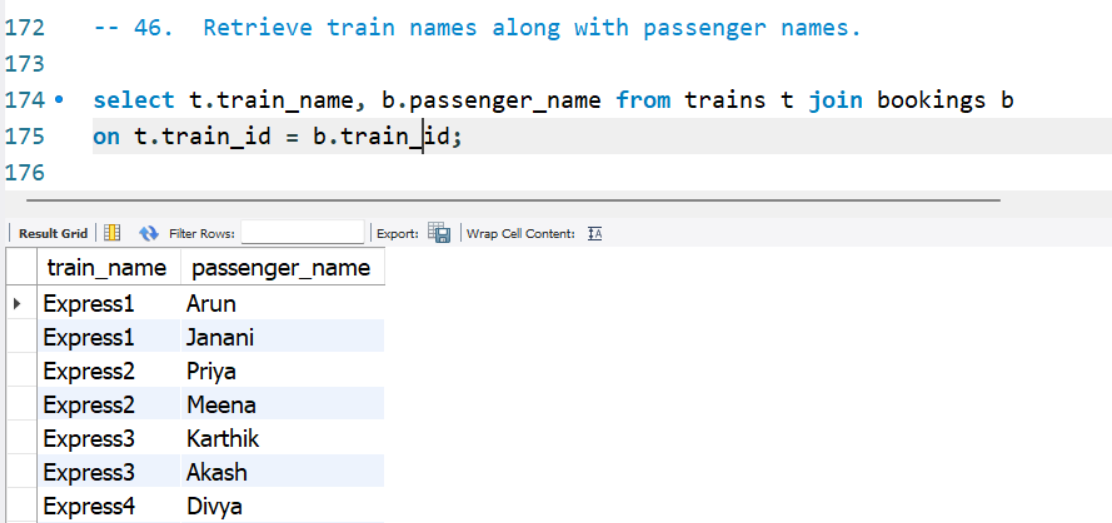 172 -- 46.  Retrieve train names along with passenger names.
173
174 select t.train_name, b.passenger_name from trains t join bookings b
175 on t.train_id = b.train_id;
176
Result Grid Filter Rows: Export: Wrap Cell Content: IA
train_name passenger_name
Express1 Arun
Express1 Janani
Express2 Priya
Express2 Meena
Express3 Karthik
Express3 Akash
Express4 Divya